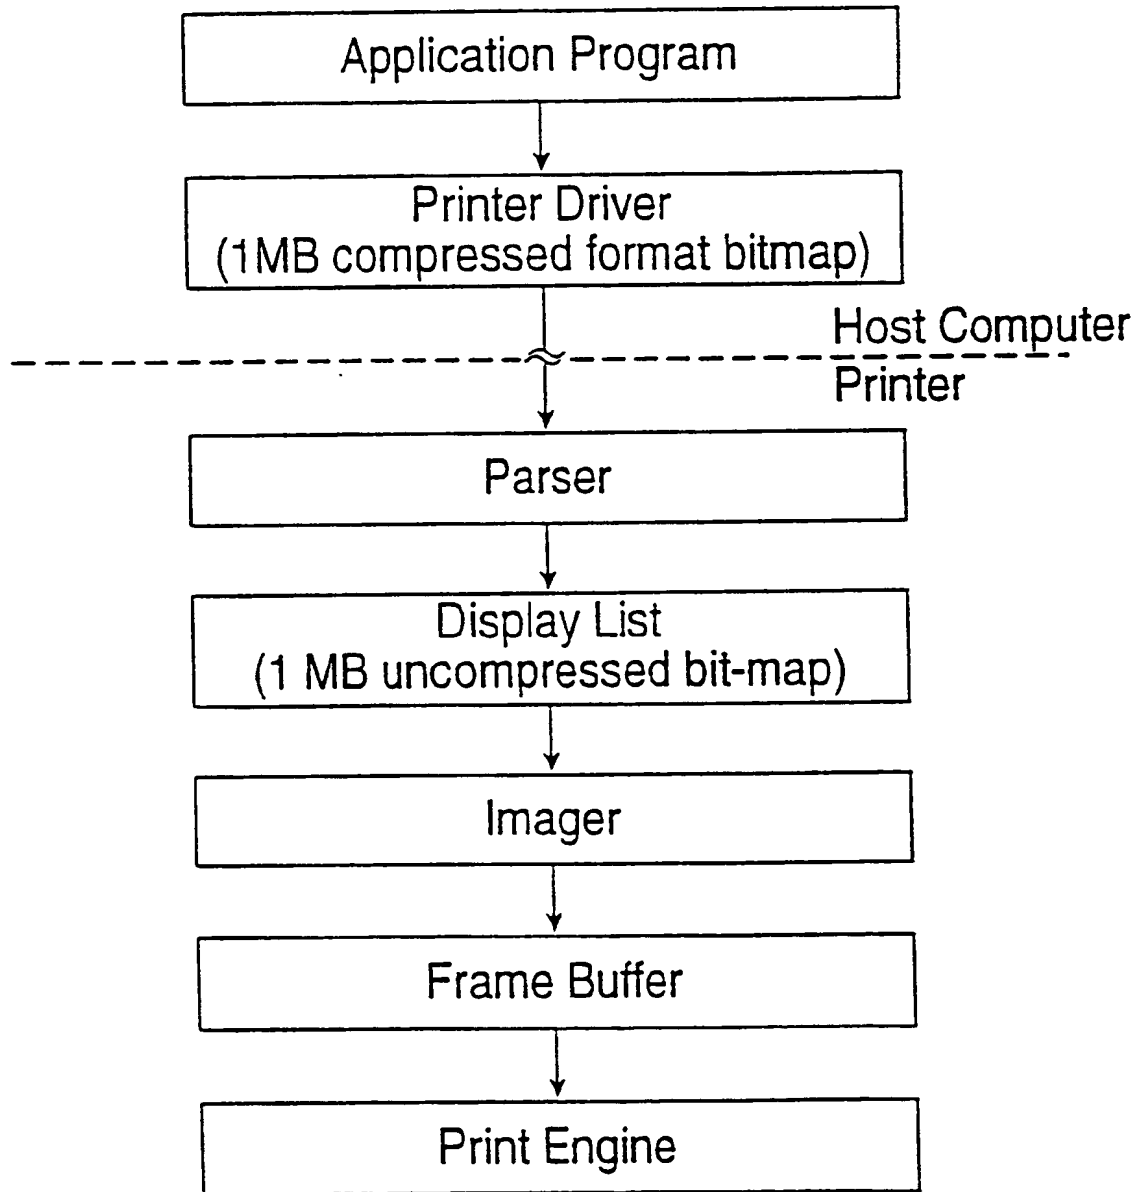 Application Program
Printer Driver
(1MB compressed format bitmap)
Host Computer
Printer
Parser
Display List
(1 MB uncompressed bit-map)
Imager
Frame Buffer
Print Engine